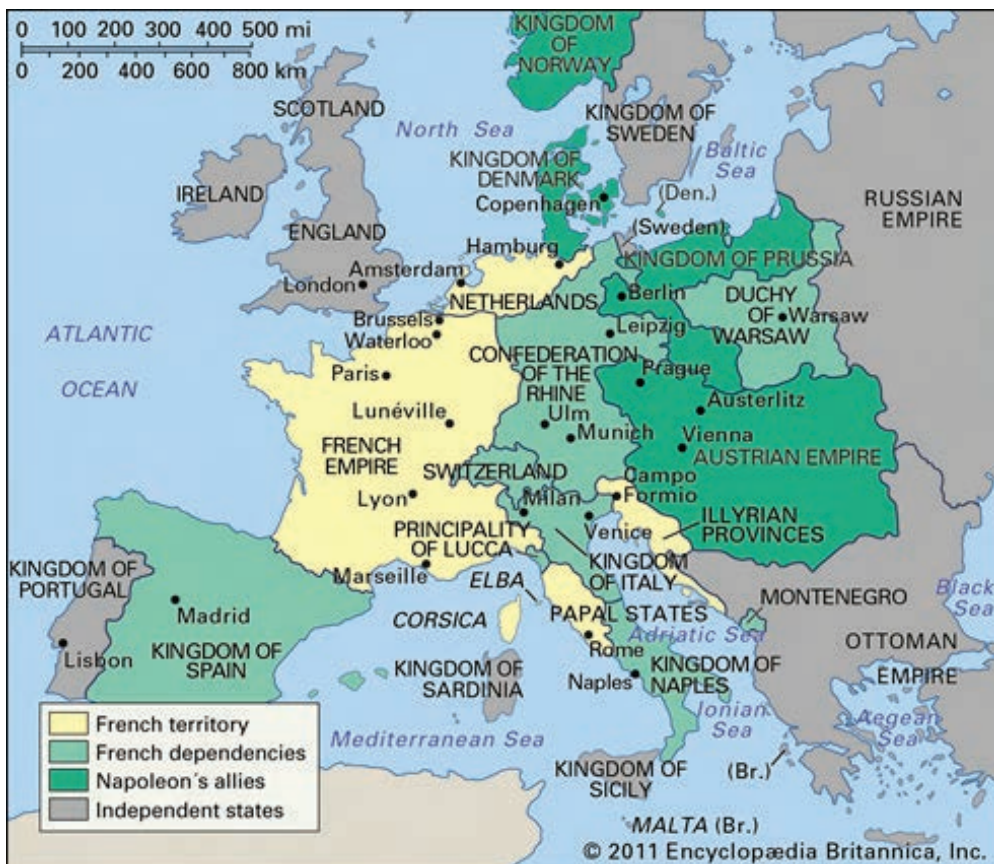 0 100 200 300 400 500 mi
0 200 400 600 800 km
KINGDOM
OF
NORWAY
SCOTLAND
North Sea
KINGDOM OF
SWEDEN
Baltic
Sea
KINGDOM OF
DENMARK
Copenhagen
(Den.)
IRELAND
RUSSIAN
EMPIRE
ENGLAND
(Sweden)
Hamburg
KINGDOM OF PRUSSIA
Amsterdam
London
NETHERLANDS
Berlin
DUCHY
OF
WARSAW
Warsaw
Brussels
Waterloo
Leipzig
ATLANTIC
OCEAN
CONFEDERATION
OF THE
RHINE
Paris
Prague
Austerlitz
Lunéville
Ulm
Munich
Vienna
AUSTRIAN EMPIRE
FRENCH
EMPIRE
SWITZERLAND
Campo
Formio
Lyon
Milan
Venice
ILLYRIAN
PROVINCES
PRINCIPALITY
OF LUCCA
KINGDOM
OF ITALY
KINGDOM OF
PORTUGAL
Marseille
ELBA
MONTENEGRO
Black
Sea
Madrid
CORSICA
PAPAL STATES
Adriatic Sea
OTTOMAN
EMPIRE
Lisbon
KINGDOM OF
SPAIN
Rome
KINGDOM OF
SARDINIA
Naples
KINGDOM OF
NAPLES
Ionian
Sea
Aegean
Sea
Mediterranean Sea
(Br.)
KINGDOM OF
SICILY
MALTA (Br.)
French territory
French dependencies
Napoleon's allies
Independent states
© 2011 Encyclopædia Britannica, Inc.